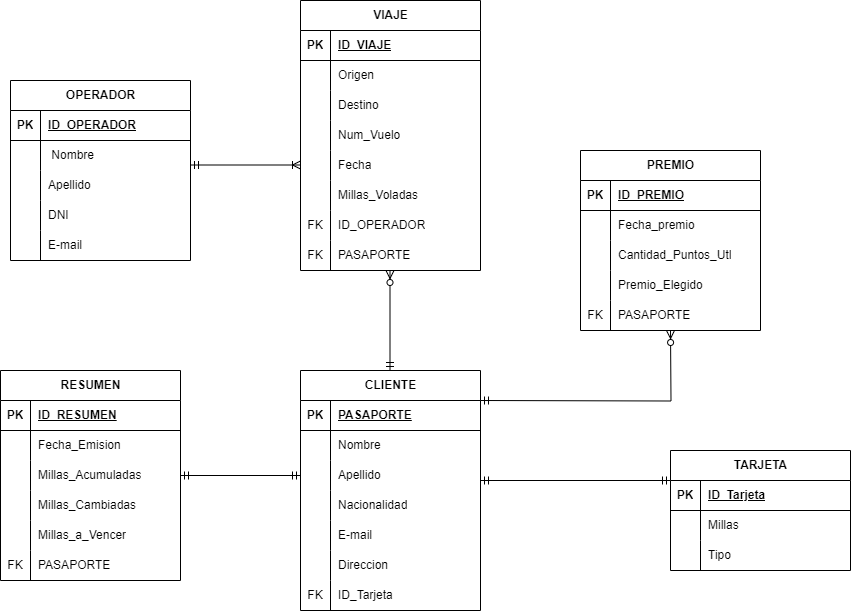 VIAJE
PK ID_VIAJE
Origen
Destino
Num_Vuelo
Fecha
Millas_Voladas
FK ID_OPERADOR
FK PASAPORTE
OPERADOR
PK ID_OPERADOR
Nombre
Apellido
DNI
E-mail
PREMIO
PK ID_PREMIO
Fecha_premio
Cantidad_Puntos_Utl
Premio_Elegido
FK PASAPORTE
RESUMEN
PK ID_RESUMEN
Fecha_Emision
Millas_Acumuladas
Millas_Cambiadas
Millas_a_Vencer
FK PASAPORTE
CLIENTE
PK PASAPORTE
Nombre
Apellido
Nacionalidad
E-mail
Direccion
FK ID_Tarjeta
TARJETA
PK ID_Tarjeta
Millas
Tipo